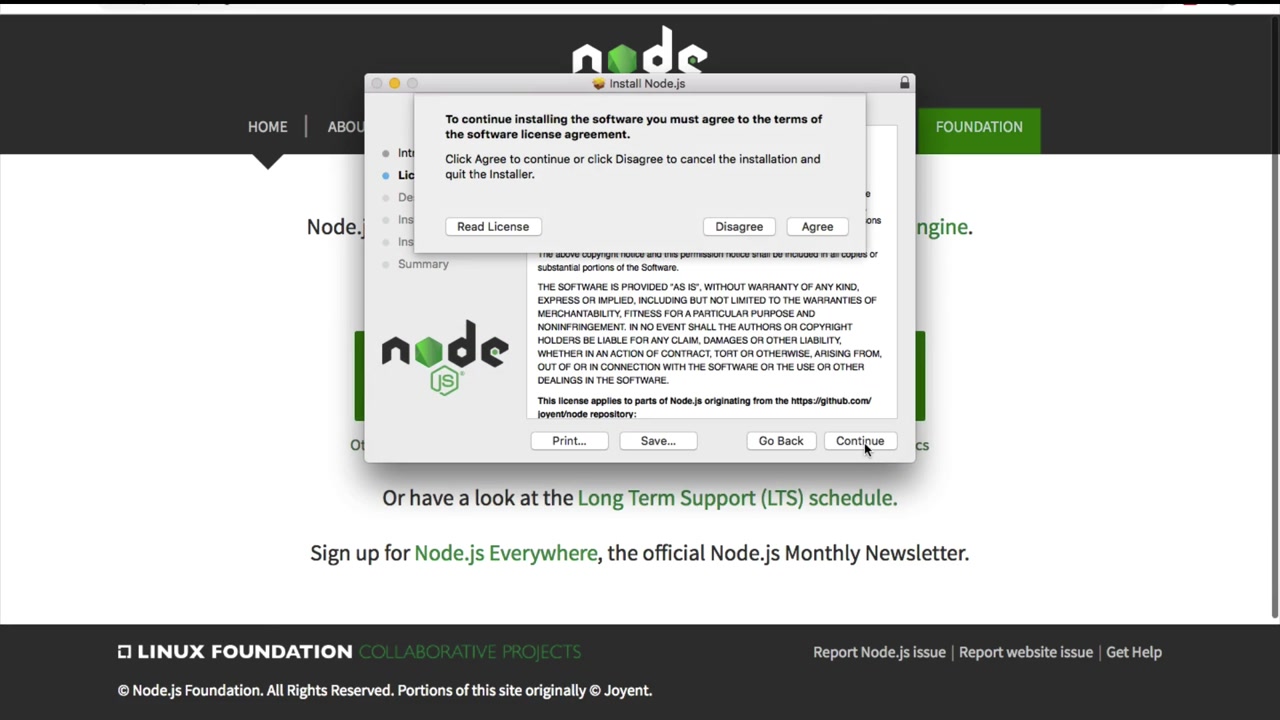 node
Install Node.js
HOME
ABOU
FOUNDATION
To continue installing the software you must agree to the terms of
the software license agreement.
Click Agree to continue or click Disagree to cancel the installation and
quit the Installer.
Read License
Disagree
Agree
Int
Lic
De
Ins
Ins
Summary
Node.j
ngine.
The above copyright notice and this permission notice shall be included in all copies or
substantial portions of the Software.
THE SOFTWARE IS PROVIDED "AS IS", WITHOUT WARRANTY OF ANY KIND,
EXPRESS OR IMPLIED, INCLUDING BUT NOT LIMITED TO THE WARRANTIES OF
MERCHANTABILITY, FITNESS FOR A PARTICULAR PURPOSE AND
NONINFRINGEMENT. IN NO EVENT SHALL THE AUTHORS OR COPYRIGHT
HOLDERS BE LIABLE FOR ANY CLAIM, DAMAGES OR OTHER LIABILITY,
WHETHER IN AN ACTION OF CONTRACT, TORT OR OTHERWISE, ARISING FROM,
OUT OF OR IN CONNECTION WITH THE SOFTWARE OR THE USE OR OTHER
DEALINGS IN THE SOFTWARE.
This license applies to parts of Node.js originating from the https://github.com/
joyent/node repository:
node
JS
Print...
Save...
Go Back
Continue
Or have a look at the Long Term Support (LTS) schedule.
Sign up for Node.js Everywhere, the official Node.js Monthly Newsletter.
LINUX FOUNDATION COLLABORATIVE PROJECTS
Report Node.js issue | Report website issue | Get Help
© Node.js Foundation. All Rights Reserved. Portions of this site originally © Joyent.